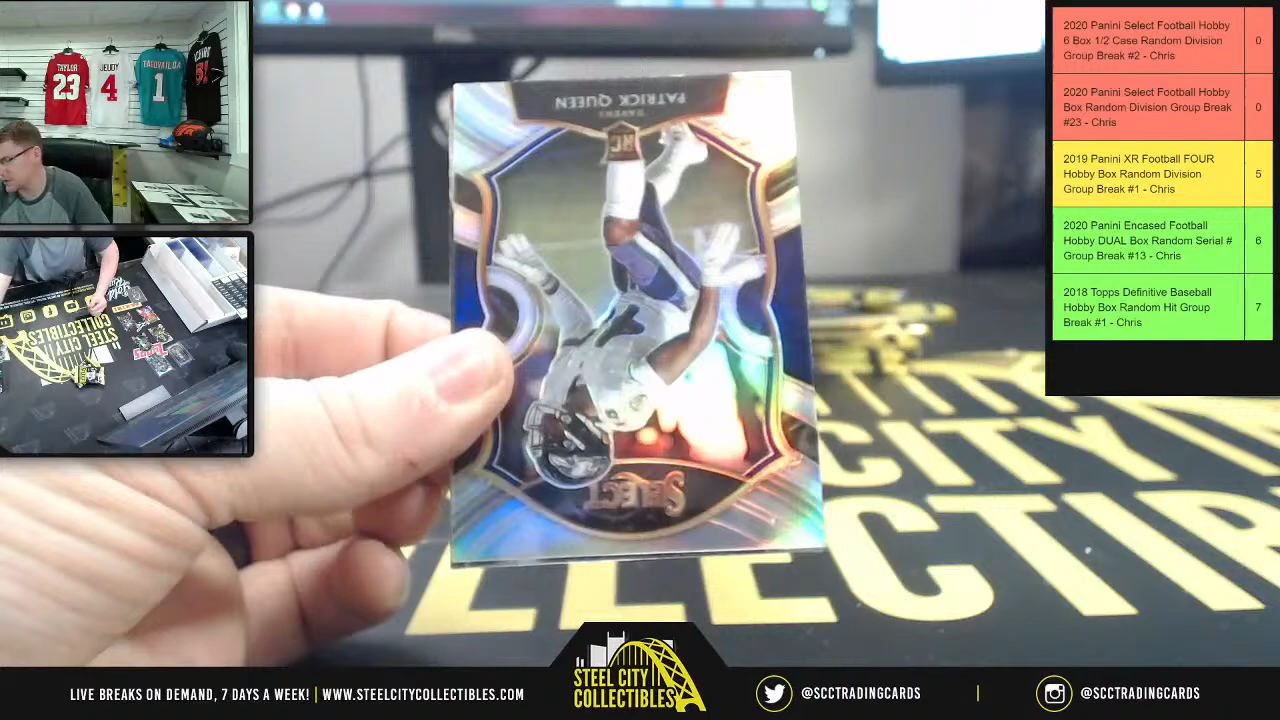 TAYLOR
23
JEUDY
4
TAGOVAILOA
1
ICHIRO
51
STEEL CITY
COLLECTIBLES
PATRICK QUEEN
RAVENS
RC
SELECT
2020 Panini Select Football Hobby
6 Box 1/2 Case Random Division
Group Break #2 - Chris
0
2020 Panini Select Football Hobby
Box Random Division Group Break
#23 - Chris
0
2019 Panini XR Football FOUR
Hobby Box Random Division
Group Break #1 - Chris
5
2020 Panini Encased Football
Hobby DUAL Box Random Serial #
Group Break #13 - Chris
6
2018 Topps Definitive Baseball
Hobby Box Random Hit Group
Break #1 - Chris
7
LIVE BREAKS ON DEMAND, 7 DAYS A WEEK! | WWW.STEELCITYCOLLECTIBLES.COM
STEEL CITY
COLLECTIBLES
@SCCTRADINGCARDS
@SCCTRADINGCARDS